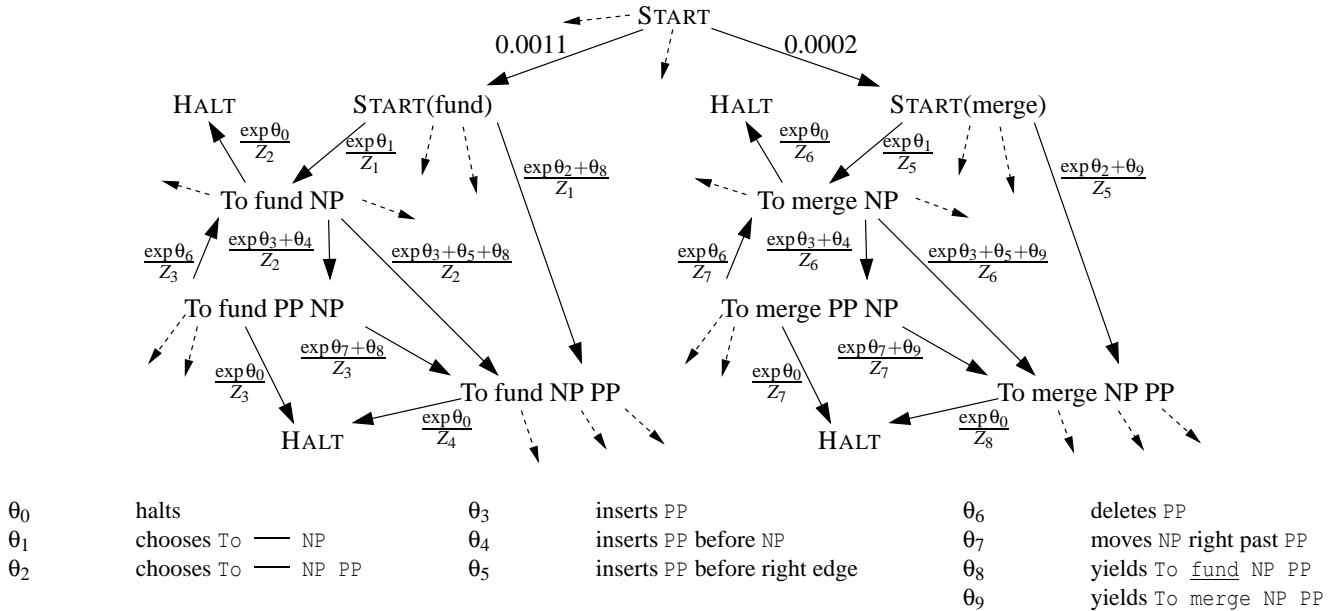 START
0.0011 0.0002
HALT START(fund) HALT START(merge)
exp θ0 / Z2 exp θ1 / Z1 exp θ0 / Z6 exp θ1 / Z5
exp θ2+θ8 / Z1 exp θ2+θ9 / Z5
To fund NP To merge NP
exp θ6 / Z3 exp θ3+θ4 / Z2 exp θ3+θ5+θ8 / Z2 exp θ6 / Z7 exp θ3+θ4 / Z6 exp θ3+θ5+θ9 / Z6
To fund PP NP To merge PP NP
exp θ0 / Z3 exp θ7+θ8 / Z3 exp θ0 / Z7 exp θ7+θ9 / Z7
To fund NP PP To merge NP PP
HALT exp θ0 / Z4 HALT exp θ0 / Z8
θ0 halts θ3 inserts PP θ6 deletes PP
θ1 chooses To — NP θ4 inserts PP before NP θ7 moves NP right past PP
θ2 chooses To — NP PP θ5 inserts PP before right edge θ8 yields To fund NP PP
θ9 yields To merge NP PP